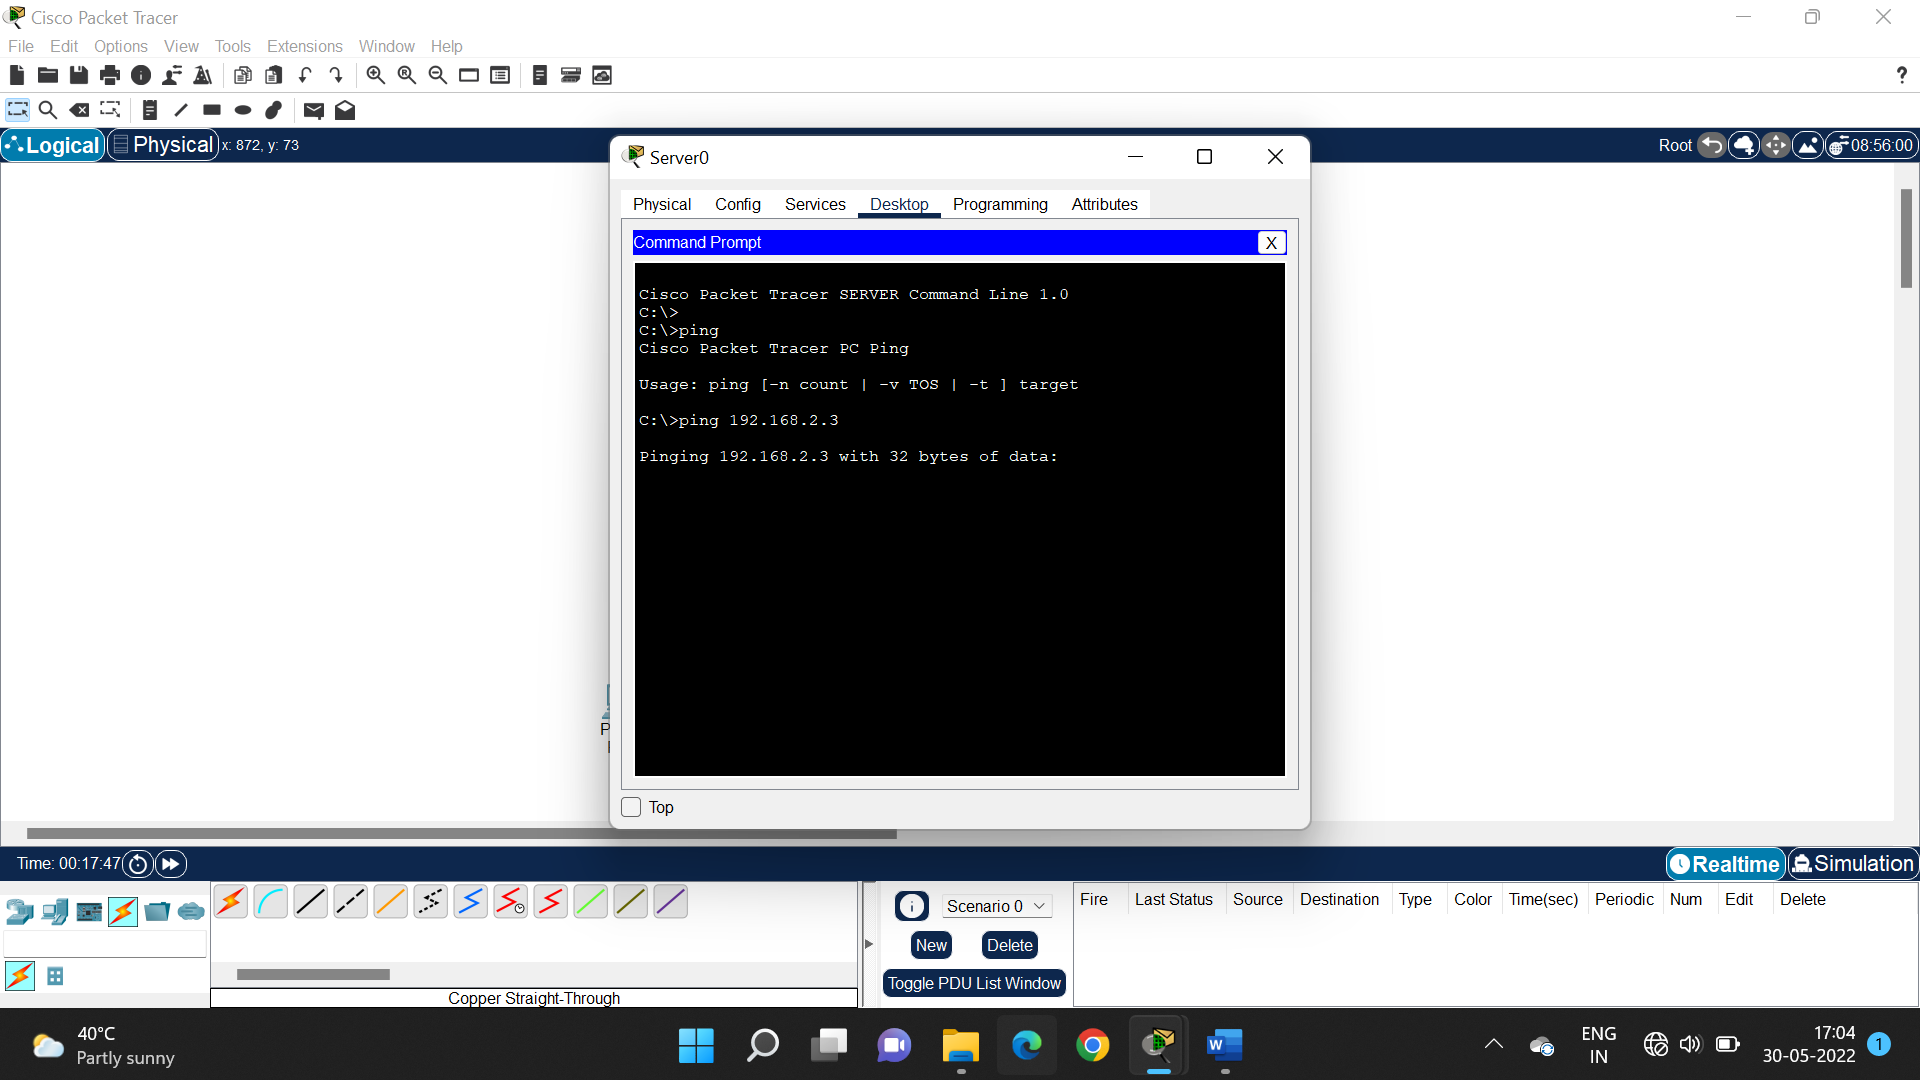 Cisco Packet Tracer
File Edit Options View Tools Extensions Window Help
Logical Physical x: 872, y: 73
Root 08:56:00
Server0
Physical Config Services Desktop Programming Attributes
Command Prompt X
Cisco Packet Tracer SERVER Command Line 1.0
C:\>
C:\>ping
Cisco Packet Tracer PC Ping
Usage: ping [-n count | -v TOS | -t ] target
C:\>ping 192.168.2.3
Pinging 192.168.2.3 with 32 bytes of data:
P
Top
Time: 00:17:47
Realtime Simulation
Scenario 0
New Delete
Toggle PDU List Window
Fire Last Status Source Destination Type Color Time(sec) Periodic Num Edit Delete
Copper Straight-Through
40°C
Partly sunny
ENG
IN
17:04
30-05-2022
1